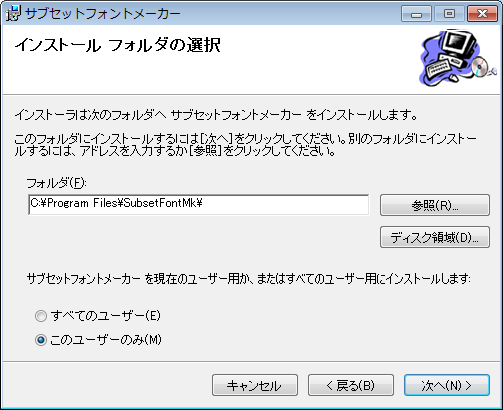 サブセットフォントメーカー
インストール フォルダの選択
インストーラは次のフォルダへ サブセットフォントメーカー をインストールします。
このフォルダにインストールするには[次へ]をクリックしてください。別のフォルダにインストー
ルするには、アドレスを入力するか[参照]をクリックしてください。
フォルダ(F):
C:¥Program Files¥SubsetFontMk¥
参照(R)...
ディスク領域(D)...
サブセットフォントメーカー を現在のユーザー用か、またはすべてのユーザー用にインストールします:
すべてのユーザー(E)
このユーザーのみ(M)
キャンセル
< 戻る(B)
次へ(N) >